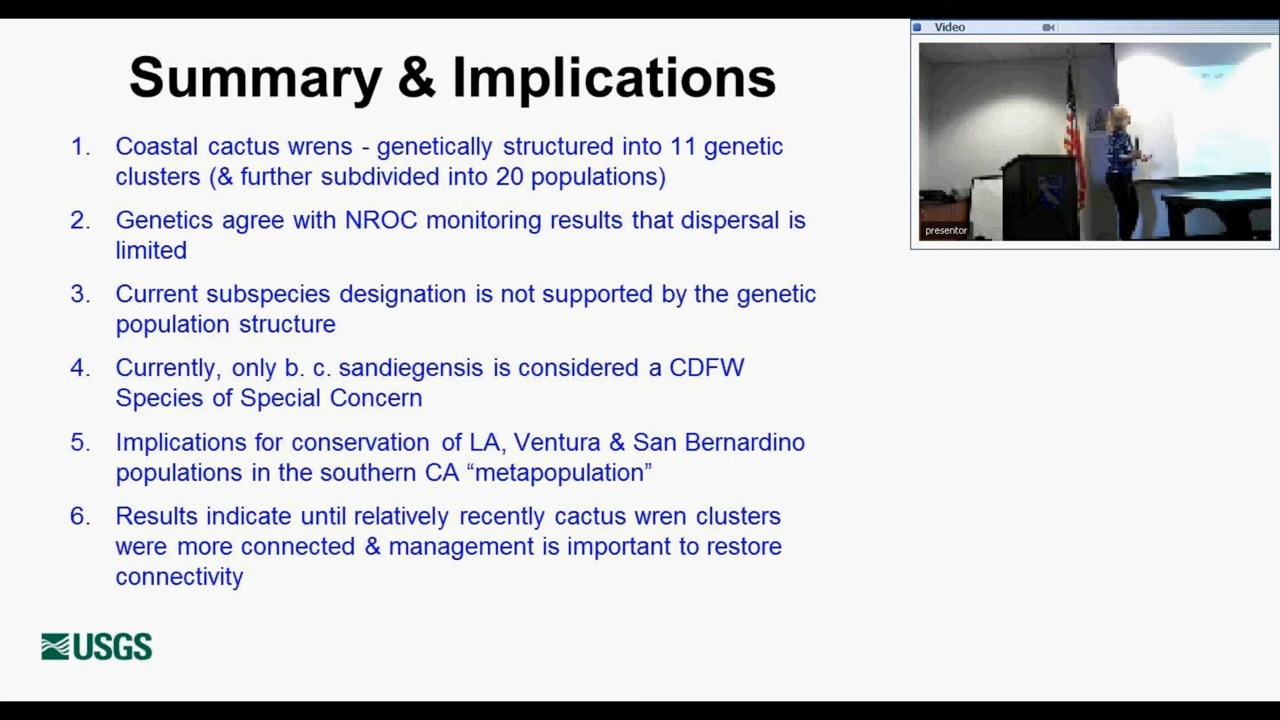 Summary & Implications
1. Coastal cactus wrens - genetically structured into 11 genetic
clusters (& further subdivided into 20 populations)
2. Genetics agree with NROC monitoring results that dispersal is
limited
3. Current subspecies designation is not supported by the genetic
population structure
4. Currently, only b. c. sandiegensis is considered a CDFW
Species of Special Concern
5. Implications for conservation of LA, Ventura & San Bernardino
populations in the southern CA “metapopulation”
6. Results indicate until relatively recently cactus wren clusters
were more connected & management is important to restore
connectivity
USGS
Video
presentor